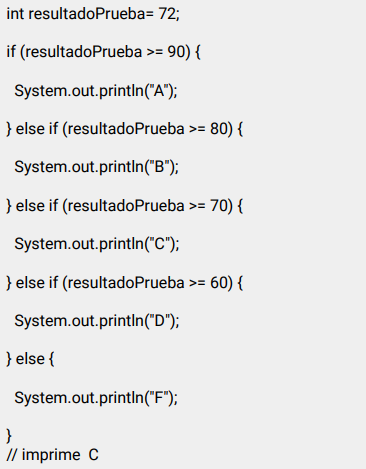 int resultadoPrueba= 72;
if (resultadoPrueba >= 90) {
System.out.println("A");
} else if (resultadoPrueba >= 80) {
System.out.println("B");
} else if (resultadoPrueba >= 70) {
System.out.println("C");
} else if (resultadoPrueba >= 60) {
System.out.println("D");
} else {
System.out.println("F");
}
// imprime  C